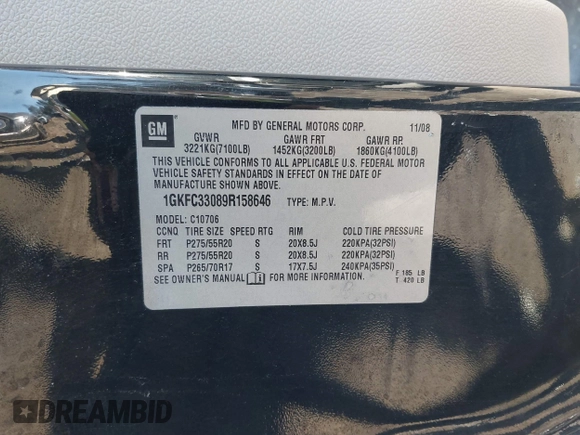 GM
MFD BY GENERAL MOTORS CORP. 11/08
GVWR GAWR FRT GAWR RR
3221KG(7100LB) 1452KG(3200LB) 1860KG(4100LB)
THIS VEHICLE CONFORMS TO ALL APPLICABLE U.S. FEDERAL MOTOR
VEHICLE SAFETY STANDARDS IN EFFECT ON THE DATE OF
MANUFACTURE SHOWN ABOVE.
1GKFC33089R158646 TYPE: M.P.V.
MODEL: C10706
CCNQ TIRE SIZE SPEED RTG RIM COLD TIRE PRESSURE
FRT P275/55R20 S 20X8.5J 220KPA(32PSI)
RR P275/55R20 S 20X8.5J 220KPA(32PSI)
SPA P265/70R17 S 17X7.5J 240KPA(35PSI)
SEE OWNER'S MANUAL FOR MORE INFORMATION.
F 185 LB
T 420 LB
DREAMBID